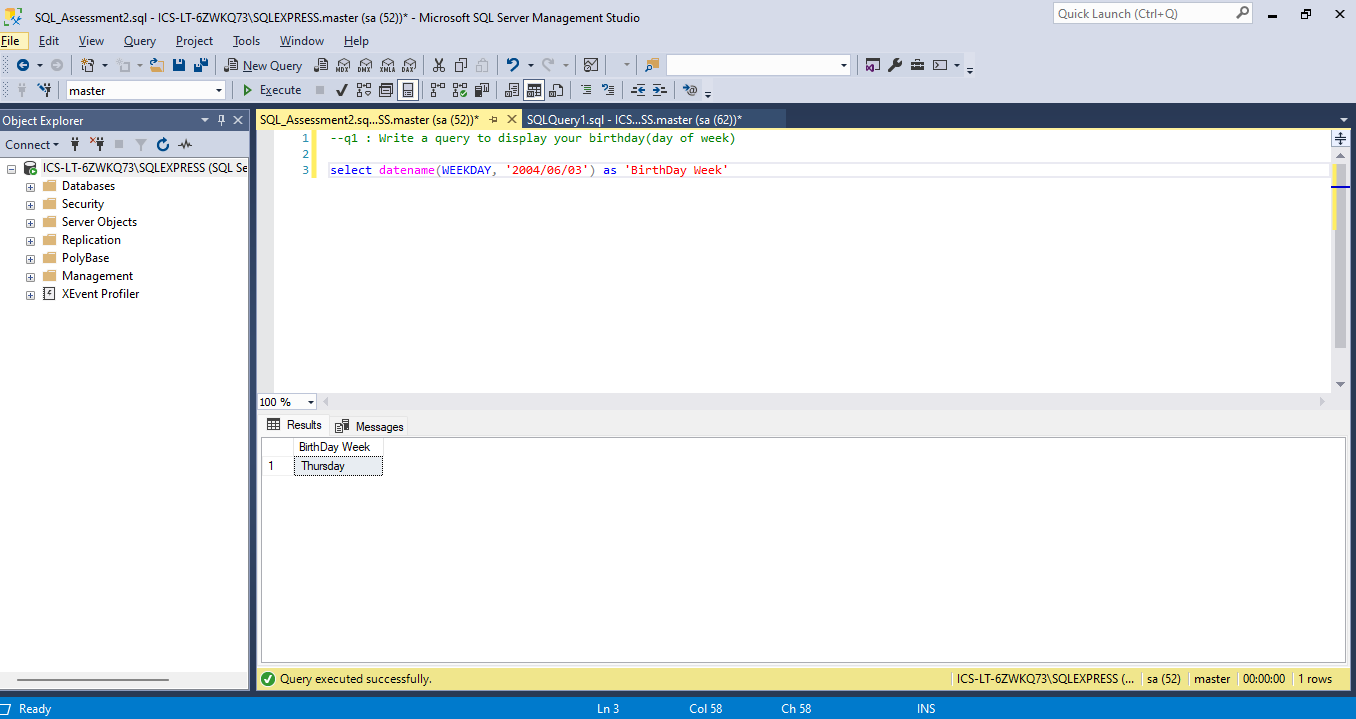 SQL_Assessment2.sql - ICS-LT-6ZWKQ73\SQLEXPRESS.master (sa (52))* - Microsoft SQL Server Management Studio
Quick Launch (Ctrl+Q)
File Edit View Query Project Tools Window Help
New Query MDX DMX XMLA DAX
master Execute
Object Explorer
Connect
ICS-LT-6ZWKQ73\SQLEXPRESS (SQL Se
Databases
Security
Server Objects
Replication
PolyBase
Management
XEvent Profiler
SQL_Assessment2.sq...SS.master (sa (52))* SQLQuery1.sql - ICS...SS.master (sa (62))*
1 --q1 : Write a query to display your birthday(day of week)
2
3 select datename(WEEKDAY, '2004/06/03') as 'BirthDay Week'
100 %
Results Messages
BirthDay Week
1 Thursday
Query executed successfully. ICS-LT-6ZWKQ73\SQLEXPRESS (... sa (52) master 00:00:00 1 rows
Ready Ln 3 Col 58 Ch 58 INS